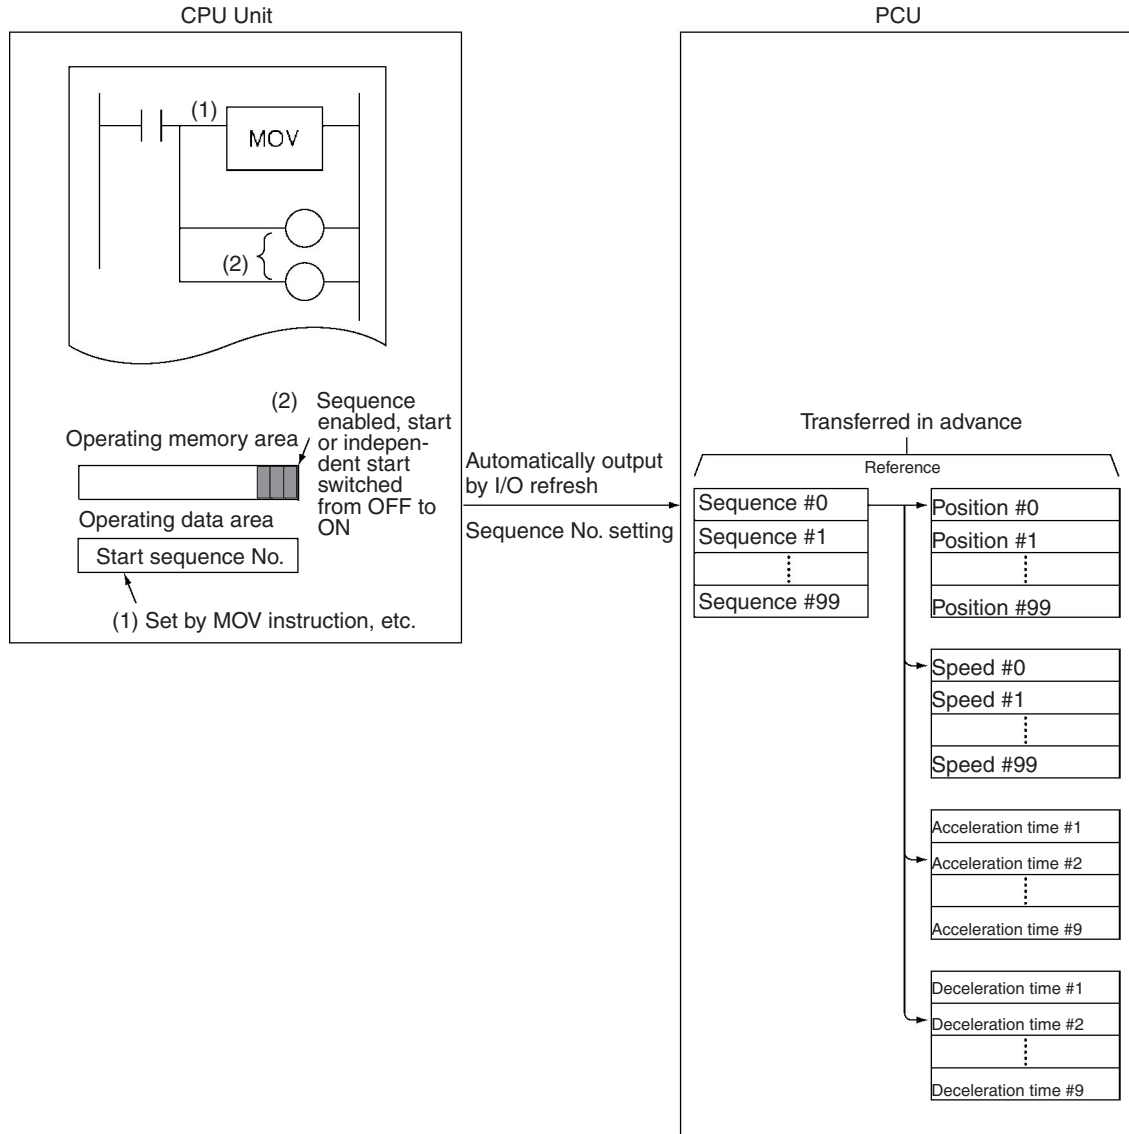 CPU Unit
PCU
(1)
MOV
(2)
(2) Sequence
enabled, start
or indepen-
dent start
switched
from OFF to
ON
Operating memory area
Operating data area
Start sequence No.
(1) Set by MOV instruction, etc.
Automatically output
by I/O refresh
Sequence No. setting
Transferred in advance
Reference
Sequence #0
Sequence #1
Sequence #99
Position #0
Position #1
Position #99
Speed #0
Speed #1
Speed #99
Acceleration time #1
Acceleration time #2
Acceleration time #9
Deceleration time #1
Deceleration time #2
Deceleration time #9